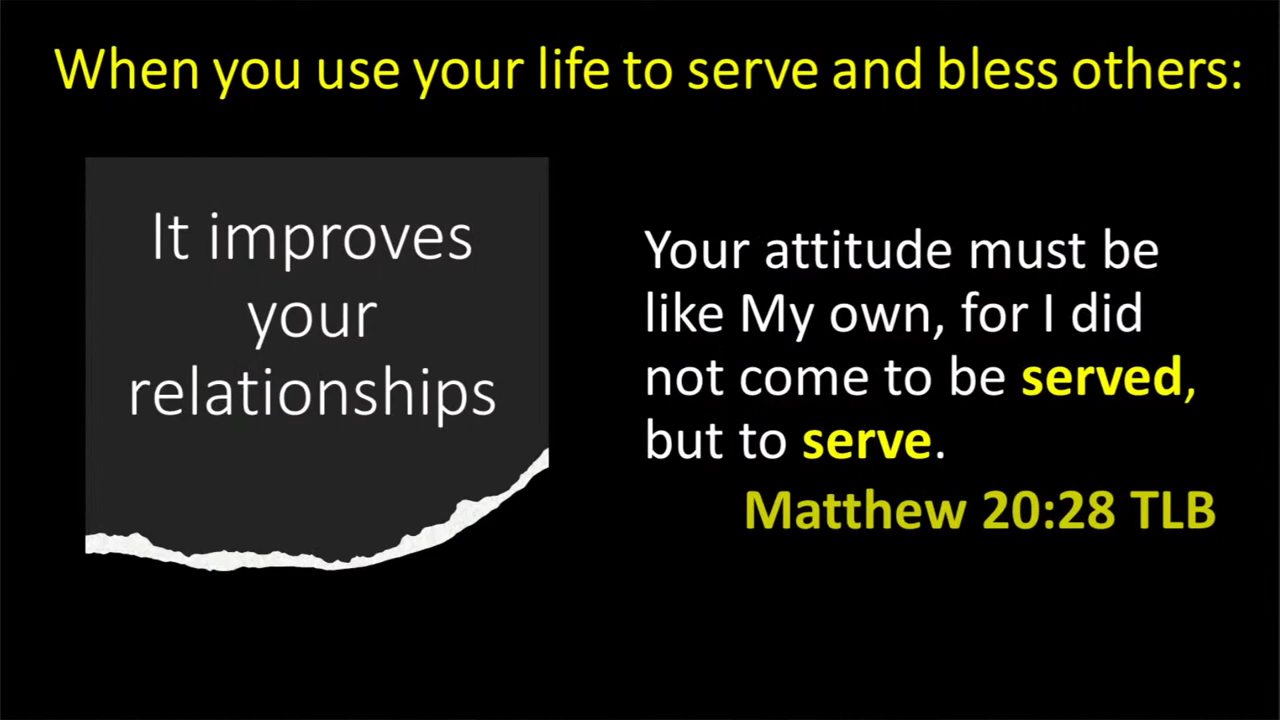 When you use your life to serve and bless others:
It improves
your
relationships
Your attitude must be
like My own, for I did
not come to be served,
but to serve.
Matthew 20:28 TLB